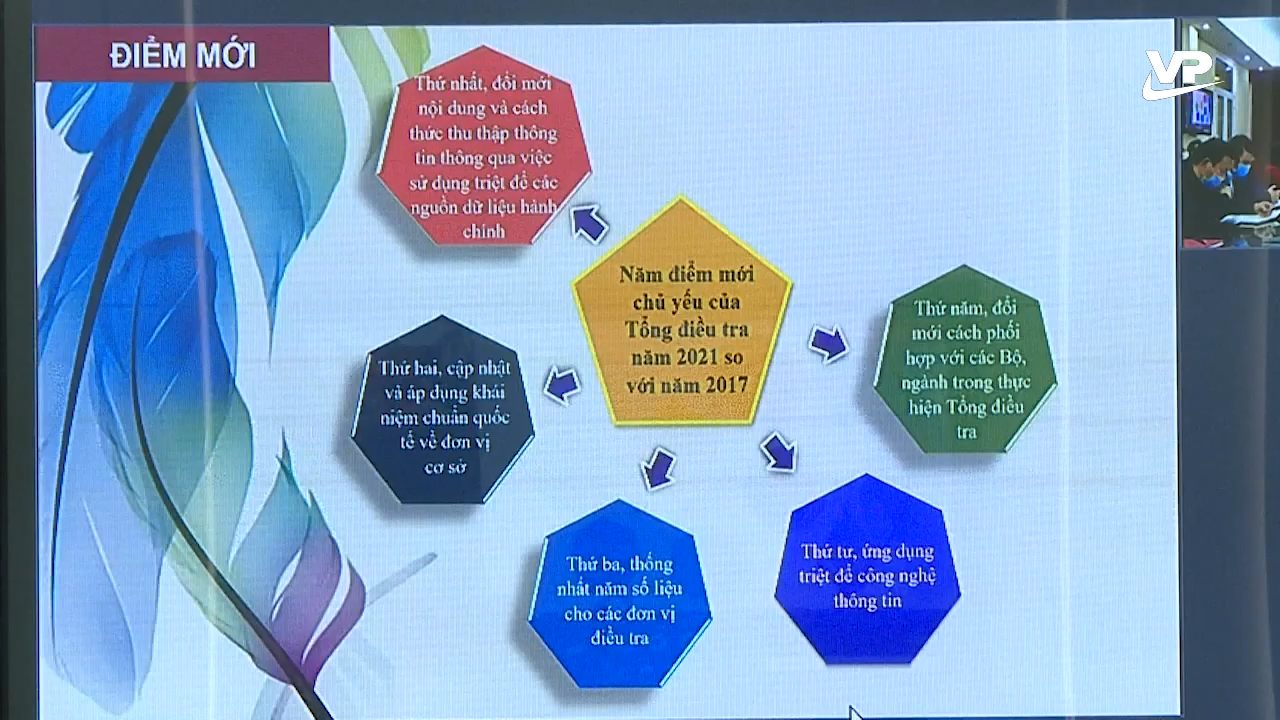 ĐIỂM MỚI
VP
Thứ nhất, đổi mới
nội dung và cách
thức thu thập thông
tin thông qua việc
sử dụng triệt để các
nguồn dữ liệu hành
chính
Năm điểm mới
chủ yếu của
Tổng điều tra
năm 2021 so
với năm 2017
Thứ hai, cập nhật
và áp dụng khái
niệm chuẩn quốc
tế về đơn vị
cơ sở
Thứ ba, thống
nhất năm số liệu
cho các đơn vị
điều tra
Thứ tư, ứng dụng
triệt để công nghệ
thông tin
Thứ năm, đổi
mới cách phối
hợp với các Bộ,
ngành trong thực
hiện Tổng điều
tra